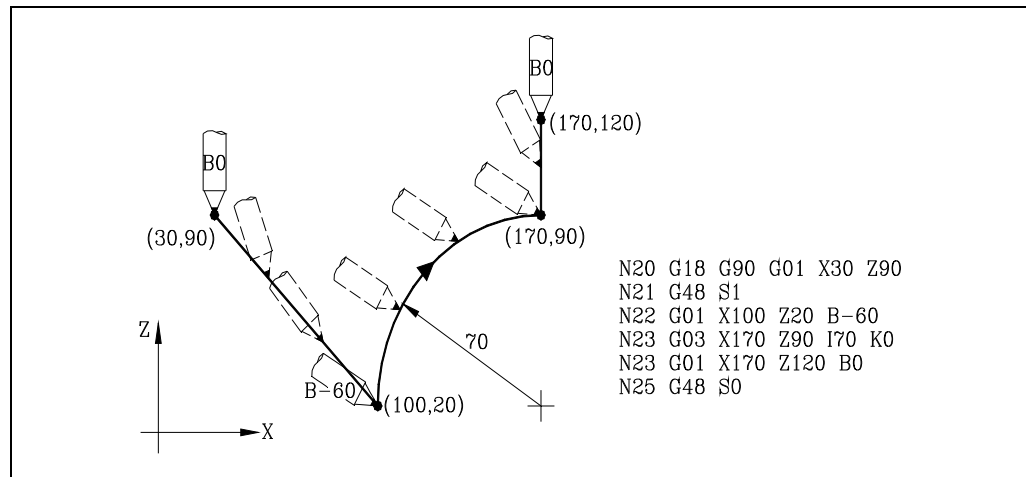 B0
(170,120)
B0
(30,90)
(170,90)
N20 G18 G90 G01 X30 Z90
N21 G48 S1
N22 G01 X100 Z20 B-60
N23 G03 X170 Z90 I70 K0
N23 G01 X170 Z120 B0
N25 G48 S0
70
Z
B-60
(100,20)
X